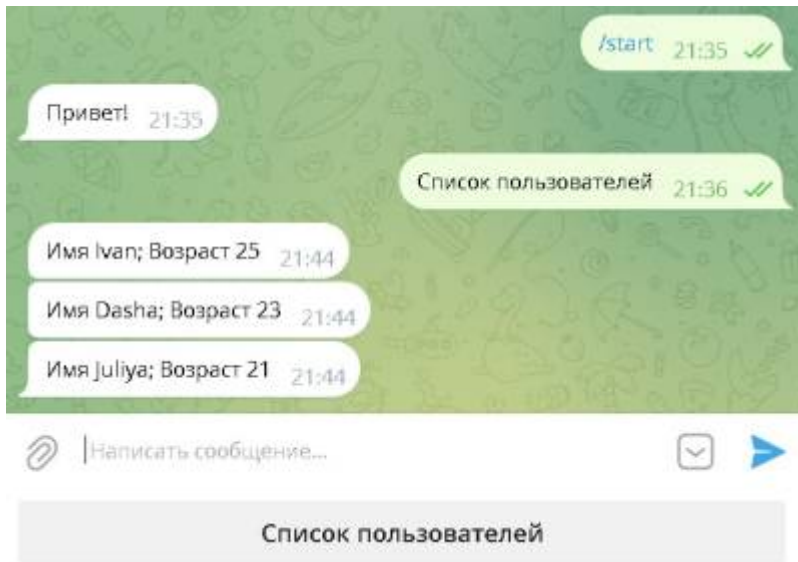 /start 21:35
Привет! 21:35
Список пользователей 21:36
Имя Ivan; Возраст 25 21:44
Имя Dasha; Возраст 23 21:44
Имя Juliya; Возраст 21 21:44
Написать сообщение...
Список пользователей